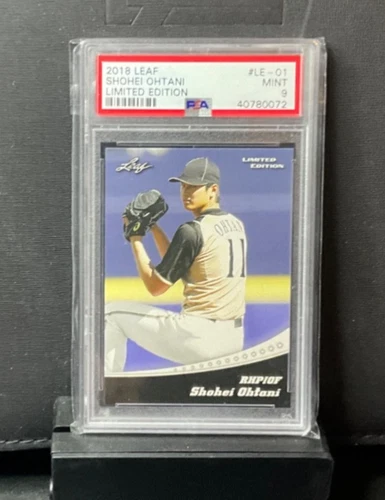 2018 LEAF #LE-01
SHOHEI OHTANI MINT
LIMITED EDITION PSA 9
40780072
Leaf
LIMITED
EDITION
OHTANI
11
RHP/OF
Shohei Ohtani